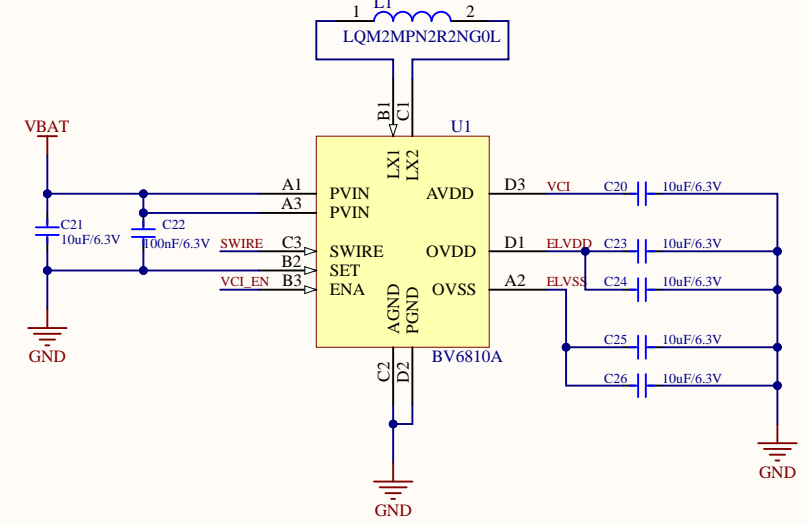 L1
1 2
LQM2MPN2R2NG0L
B1
C1
VBAT
U1
LX1
LX2
A1 PVIN AVDD D3 VCI C20 10uF/6.3V
A3 PVIN
C21
10uF/6.3V
C22
100nF/6.3V
SWIRE C3 SWIRE OVDD D1 ELVDD C23 10uF/6.3V
B2 SET
VCI_EN B3 ENA OVSS A2 ELVSS C24 10uF/6.3V
AGND
PGND
GND
BV6810A
C25 10uF/6.3V
C2
D2
C26 10uF/6.3V
GND
GND